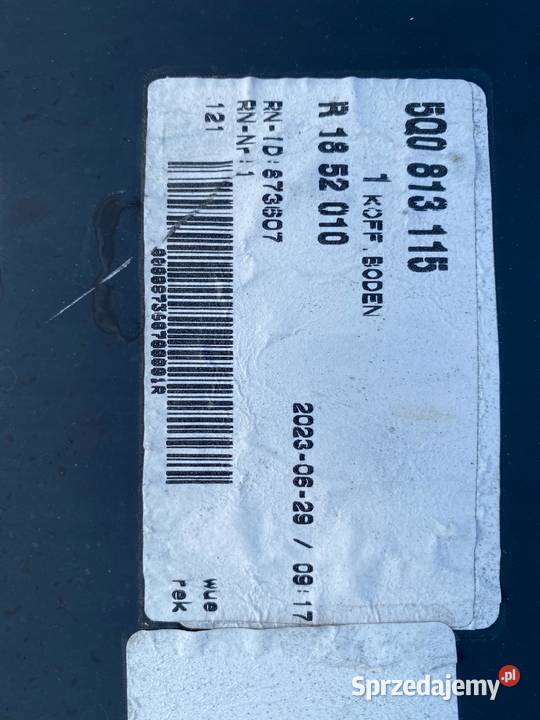 5Q0 813 115
1 KOFF.BODEN
R 18 52 010
2023-06-29 / 09:17
RN-ID:873607
RN-Nr:1
121
wue
rek
Sprzedajemy.pl